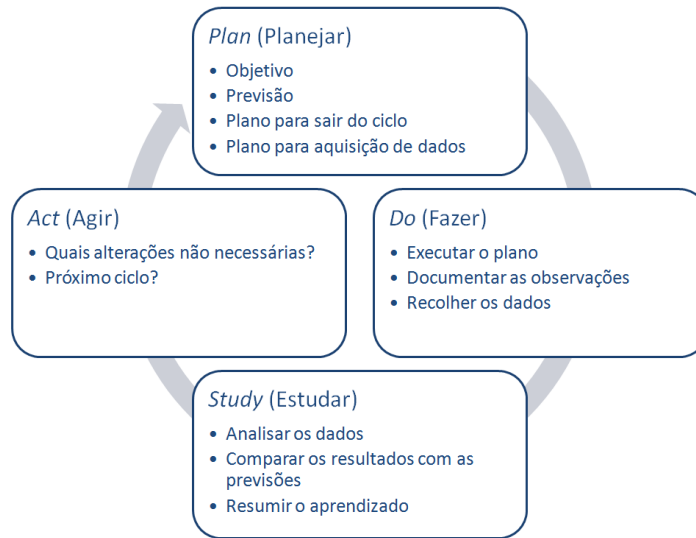 Plan (Planejar)
• Objetivo
• Previsão
• Plano para sair do ciclo
• Plano para aquisição de dados
Act (Agir)
• Quais alterações não necessárias?
• Próximo ciclo?
Do (Fazer)
• Executar o plano
• Documentar as observações
• Recolher os dados
Study (Estudar)
• Analisar os dados
• Comparar os resultados com as
previsões
• Resumir o aprendizado